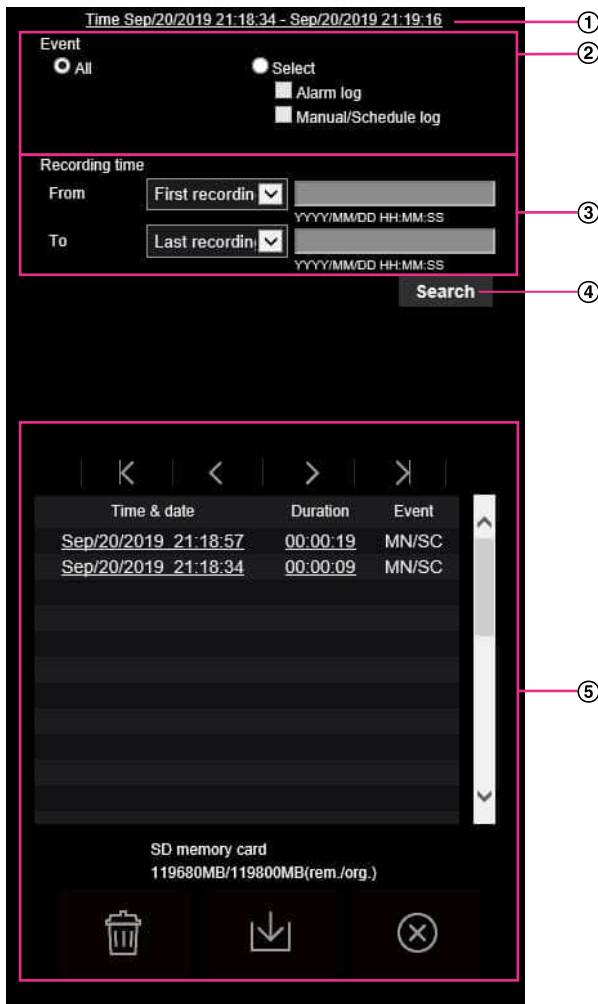 Time Sep/20/2019 21:18:34 - Sep/20/2019 21:19:16 ①
Event ②
All Select
Alarm log
Manual/Schedule log
Recording time
From First recordin
YYYY/MM/DD HH:MM:SS ③
To Last recordin
YYYY/MM/DD HH:MM:SS
Search ④
Time & date Duration Event
Sep/20/2019 21:18:57 00:00:19 MN/SC
Sep/20/2019 21:18:34 00:00:09 MN/SC
⑤
SD memory card
119680MB/119800MB(rem./org.)